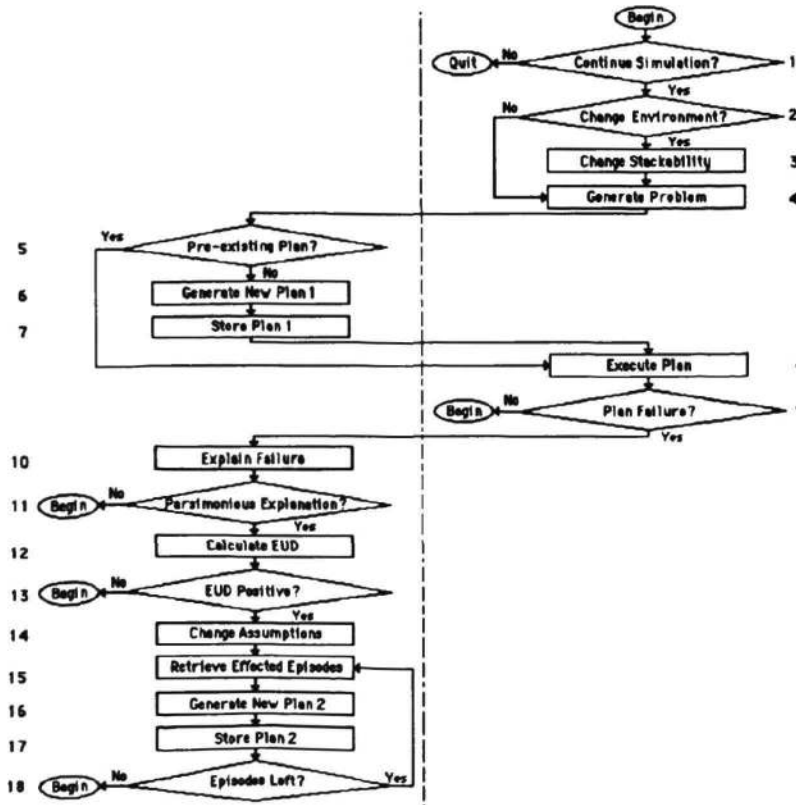 Begin
Quit
No
Continue Simulation?
1
Yes
No
Change Environment?
2
Yes
Change Stackability
3
Generate Problem
4
5
Yes
Pre-existing Plan?
No
6
Generate New Plan 1
7
Store Plan 1
Execute Plan
Begin
No
Plan Failure?
Yes
10
Explain Failure
11
Begin
No
Parsimonious Explanation?
Yes
12
Calculate EUD
13
Begin
No
EUD Positive?
Yes
14
Change Assumptions
15
Retrieve Effected Episodes
16
Generate New Plan 2
17
Store Plan 2
18
Begin
No
Episodes Left?
Yes